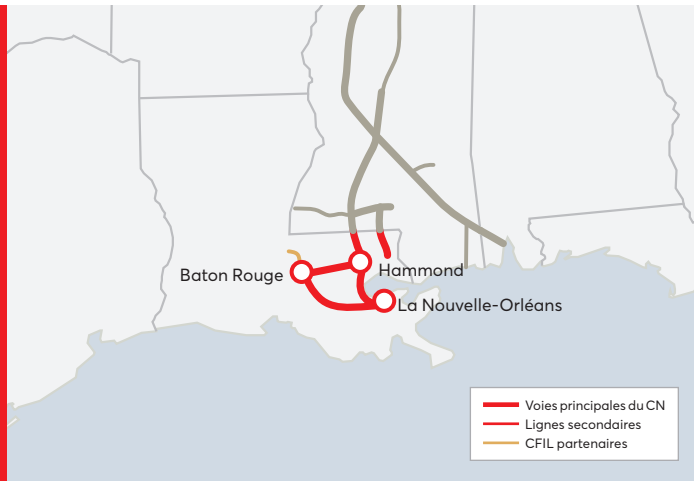 Baton Rouge
Hammond
La Nouvelle-Orléans
Voies principales du CN
Lignes secondaires
CFIL partenaires